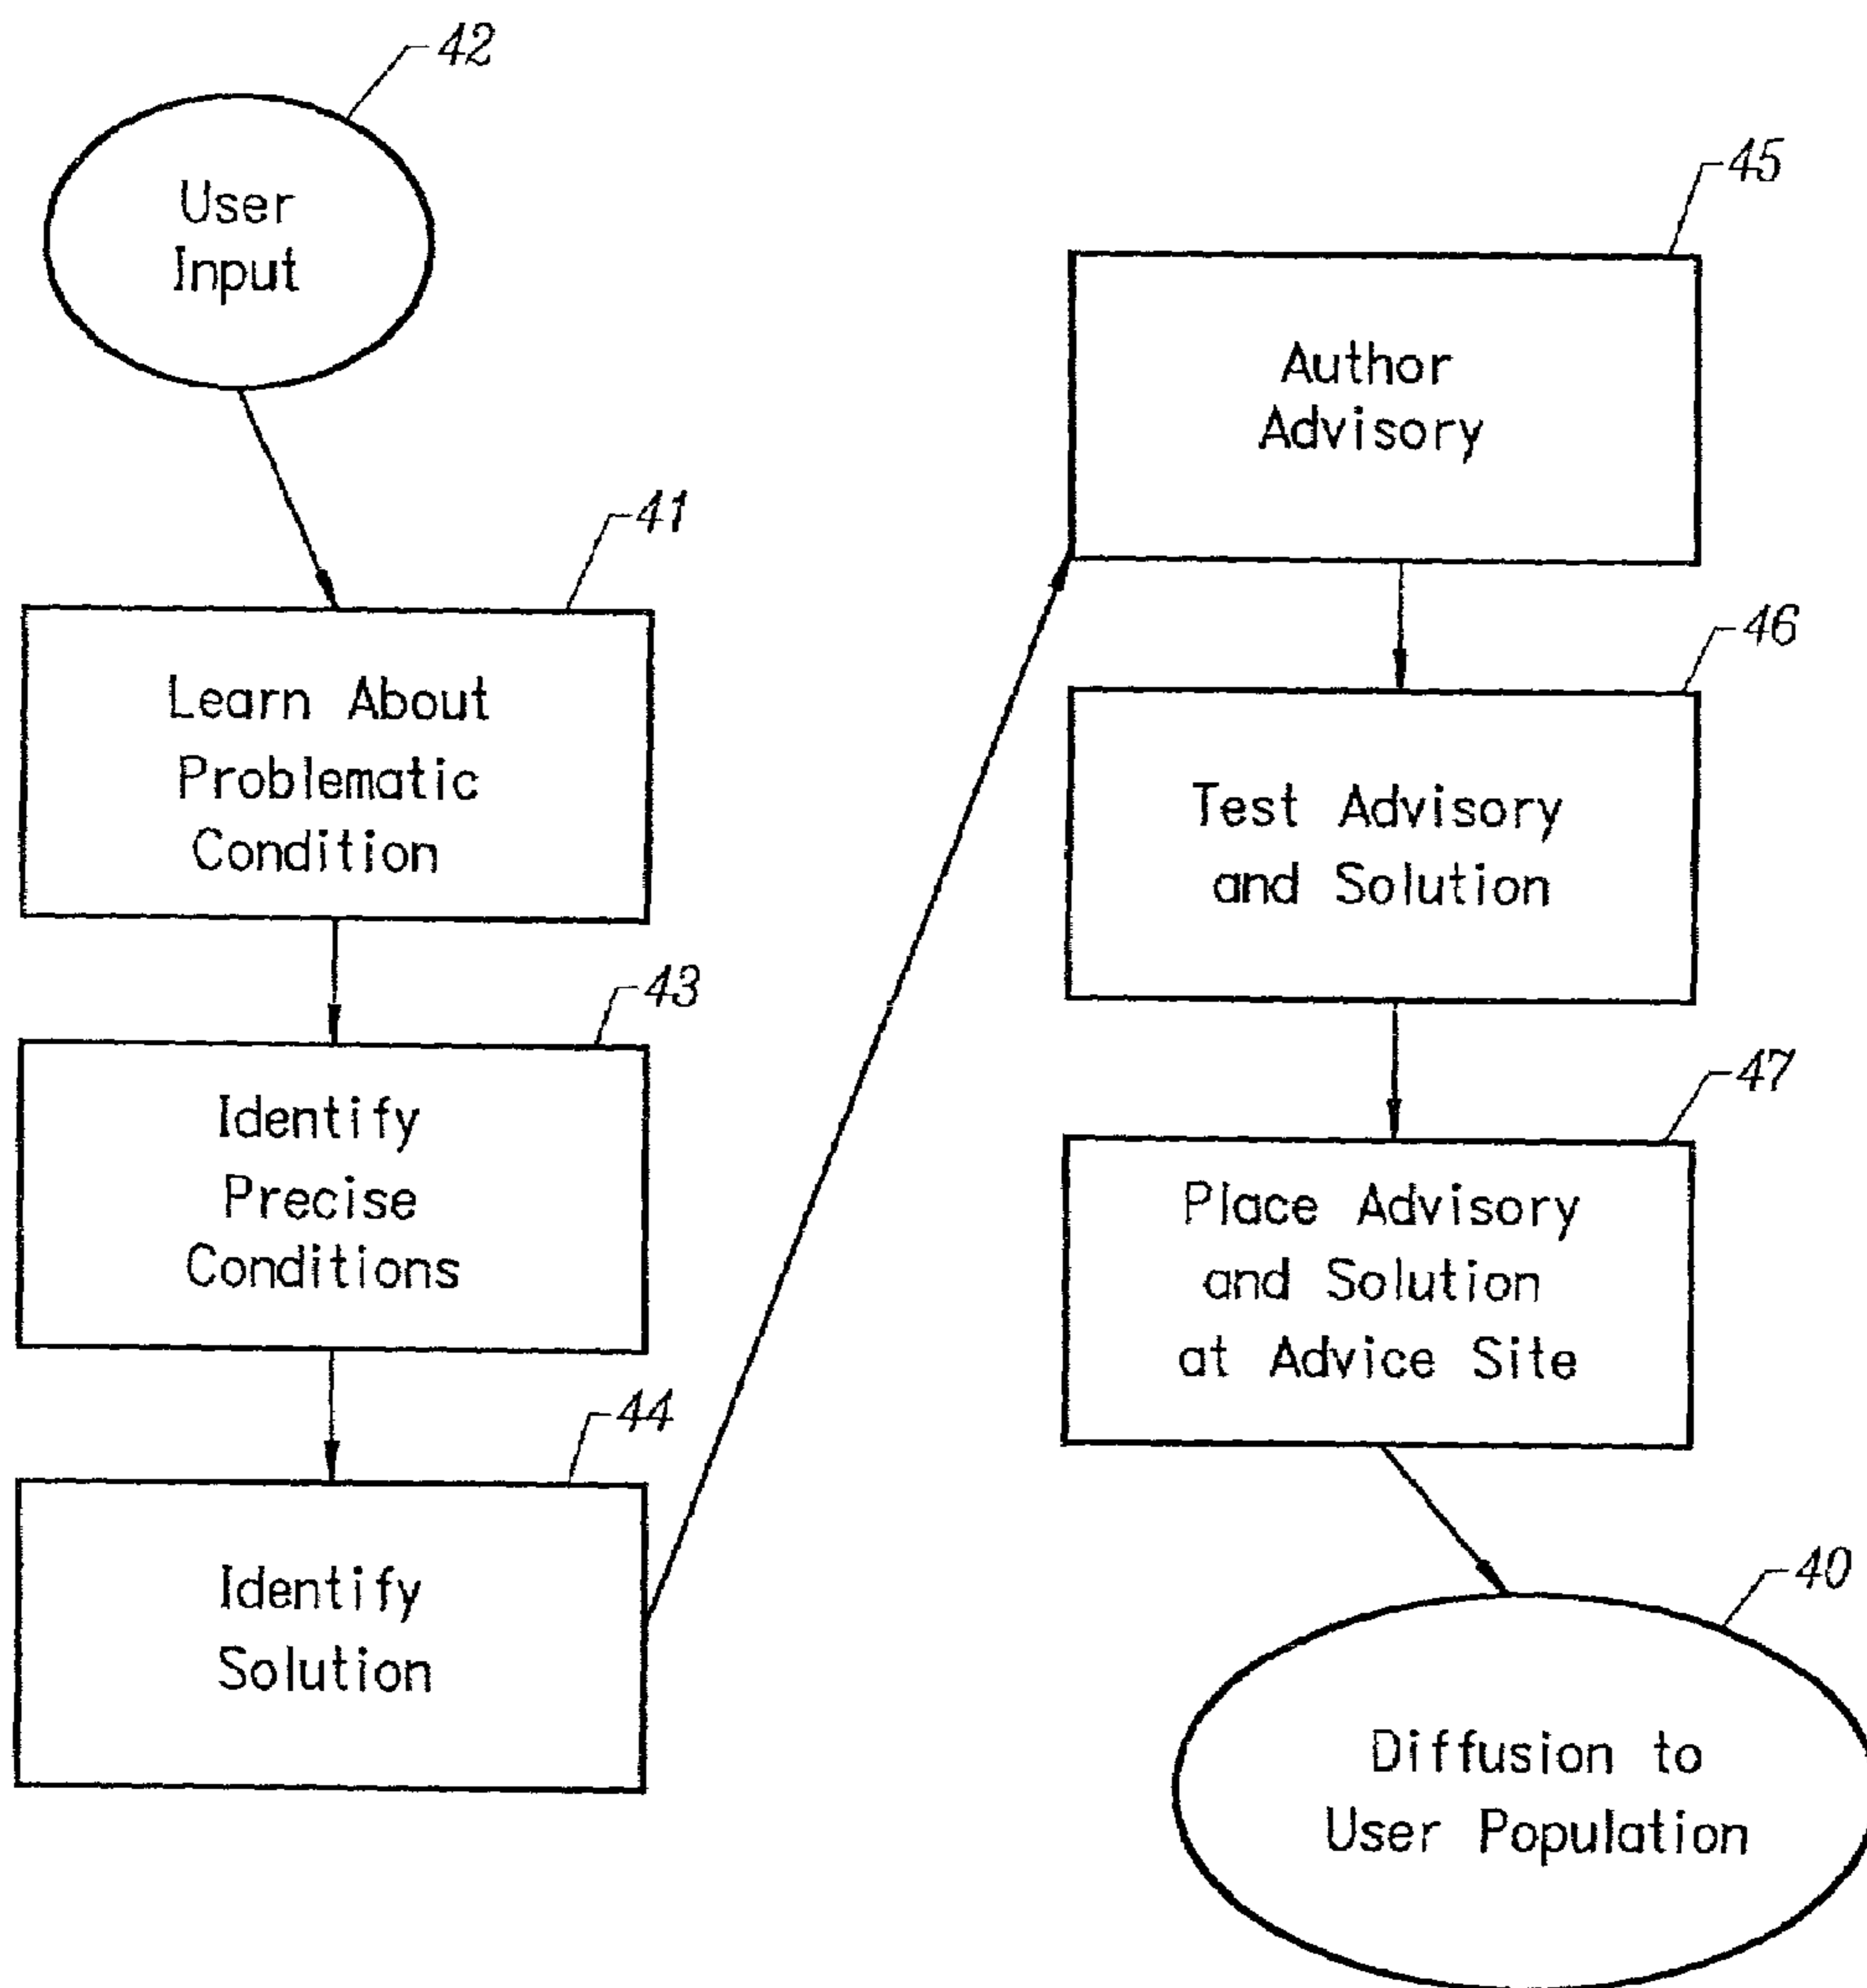 42
User
Input
41
Learn About
Problematic
Condition
43
Identify
Precise
Conditions
44
Identify
Solution
45
Author
Advisory
46
Test Advisory
and Solution
47
Place Advisory
and Solution
at Advice Site
40
Diffusion to
User Population